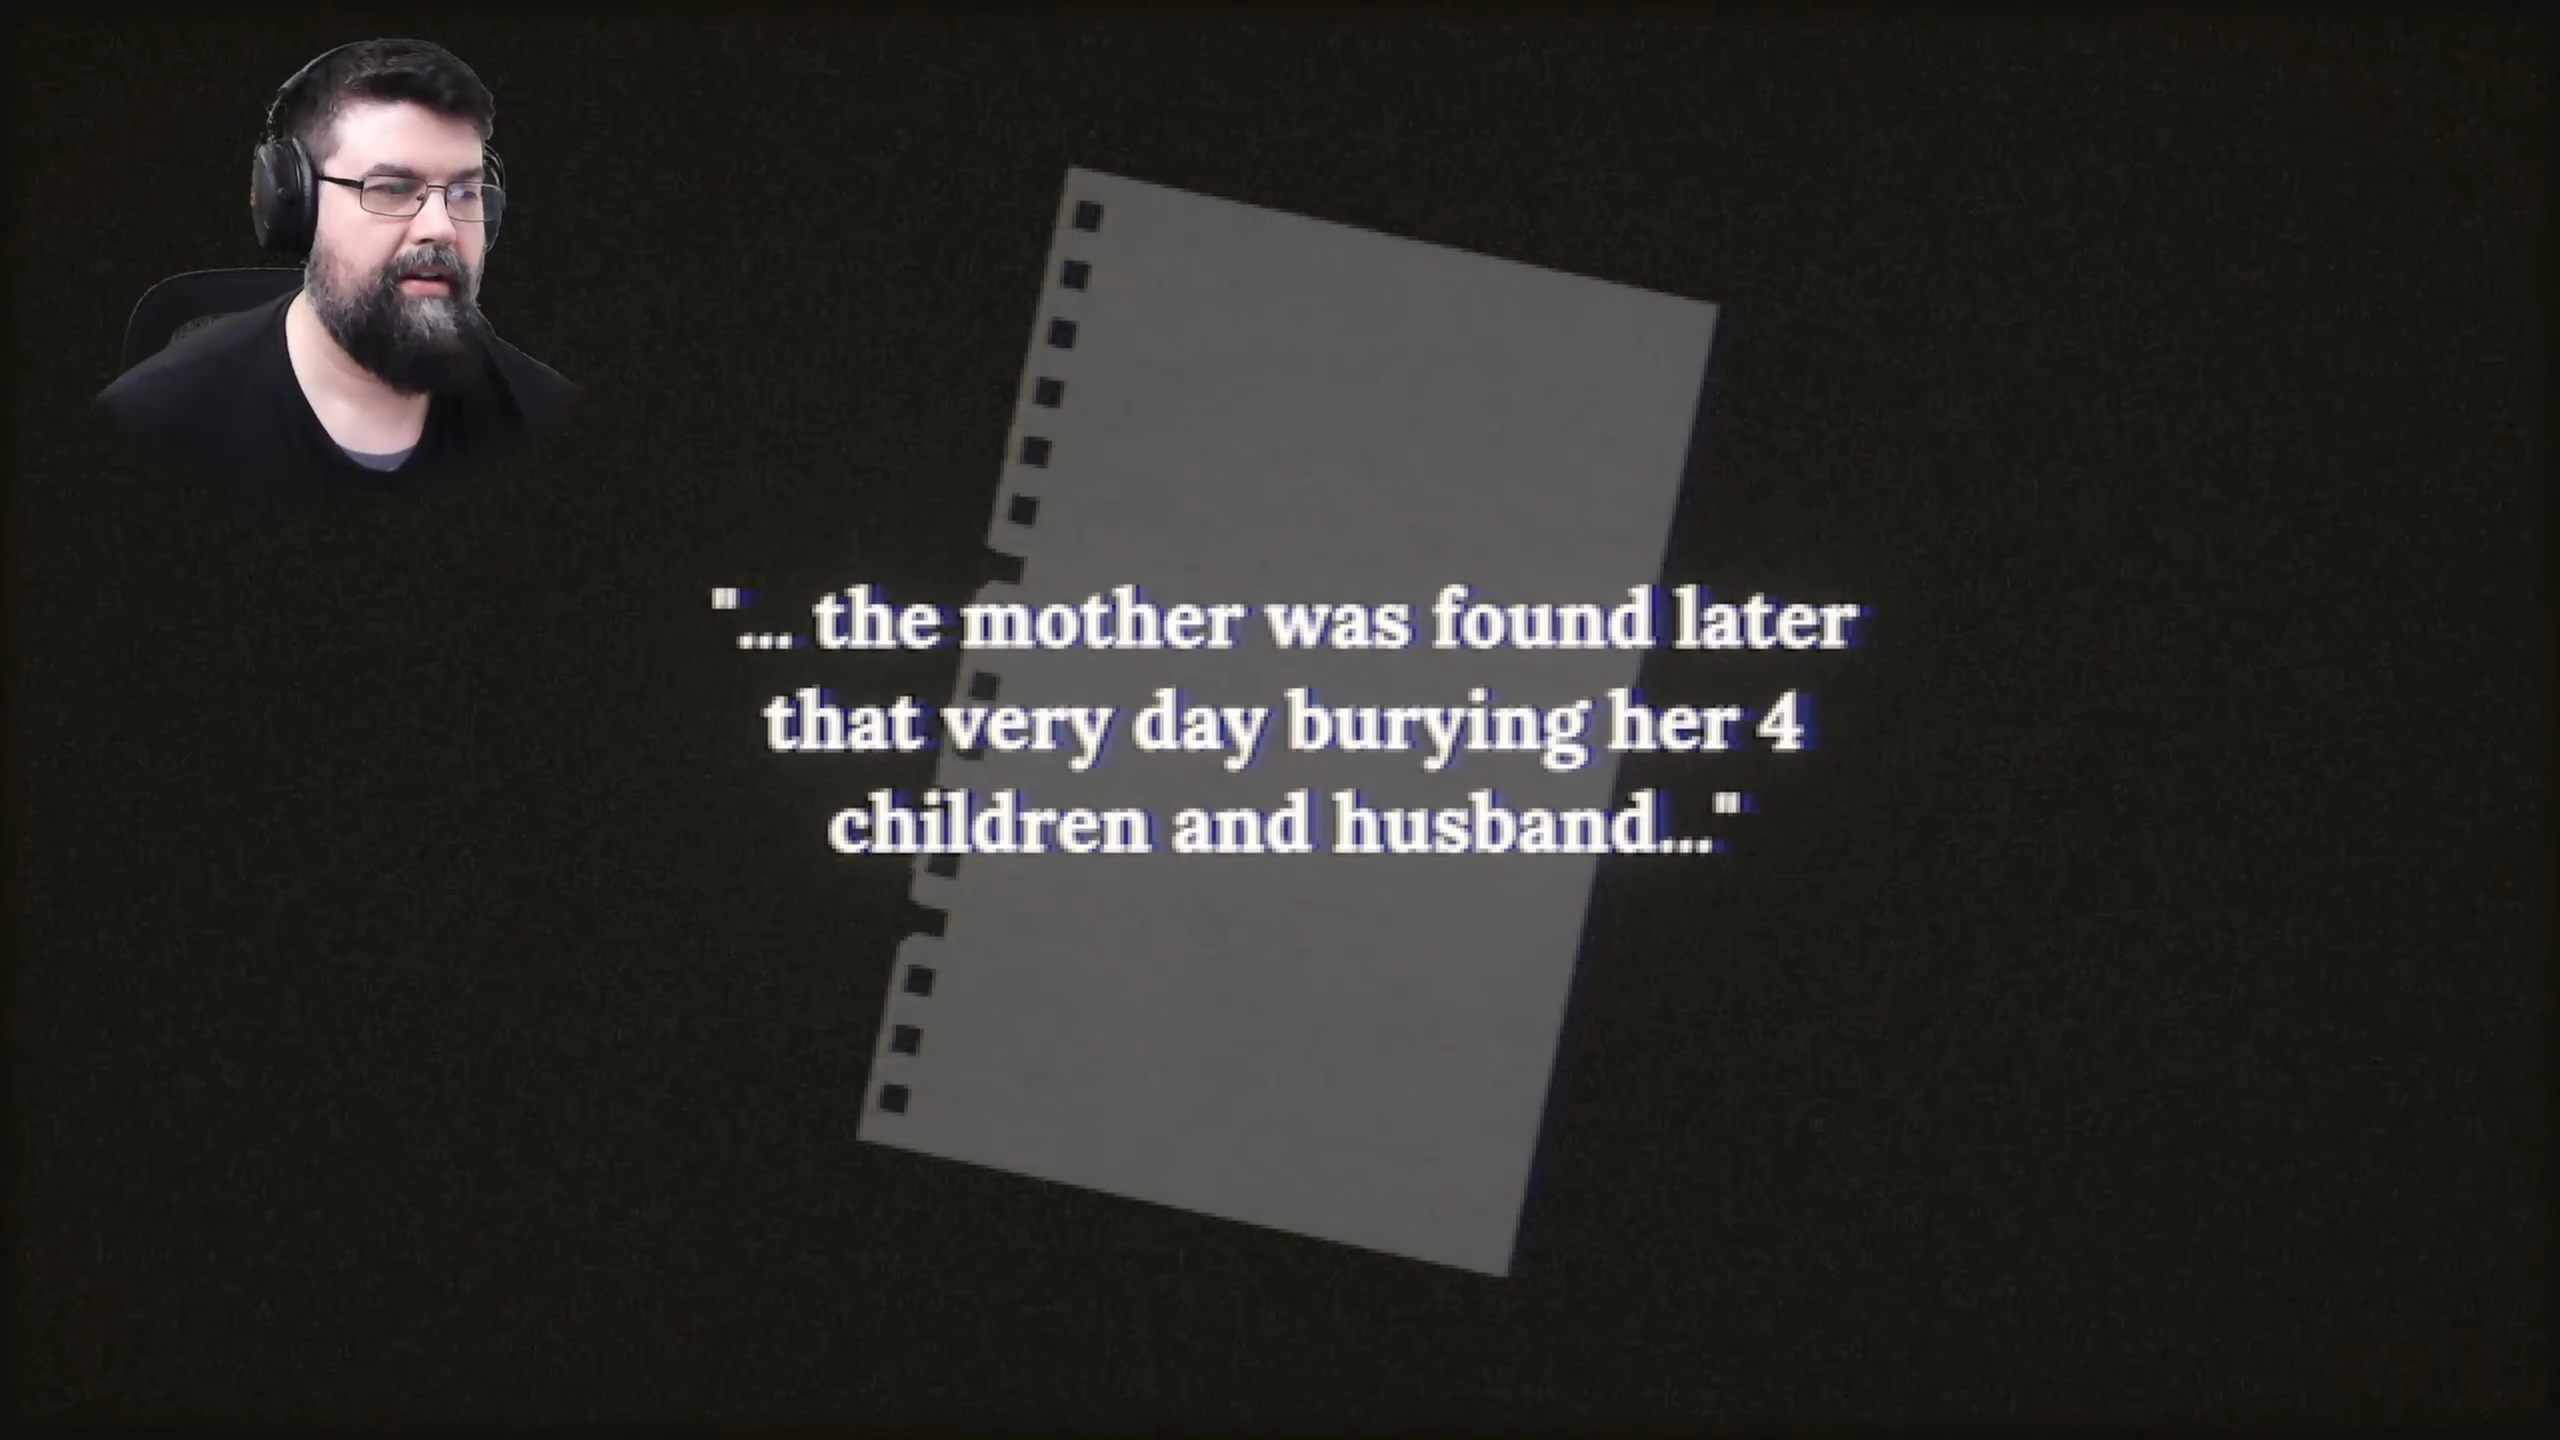 "... the mother was found later
that very day burying her 4
children and husband..."